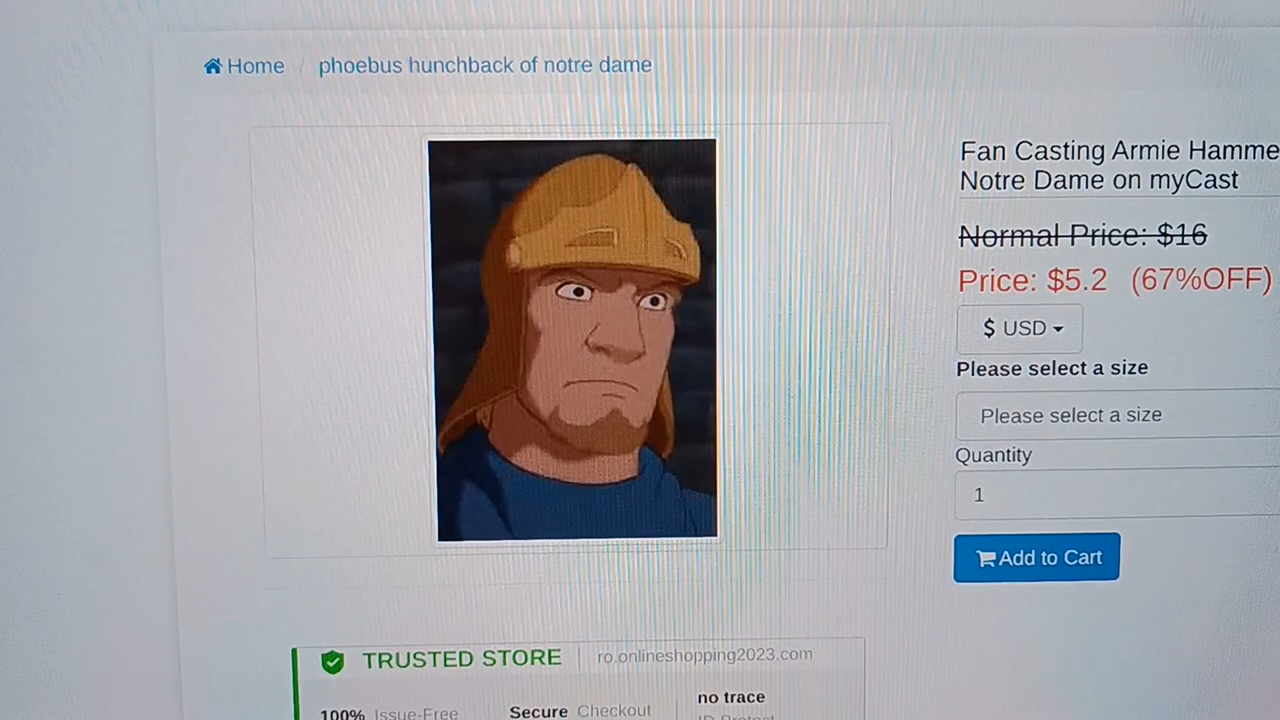 Home / phoebus hunchback of notre dame
Fan Casting Armie Hamme
Notre Dame on myCast
Normal Price: $16
Price: $5.2 (67%OFF)
$ USD
Please select a size
Please select a size
Quantity
1
Add to Cart
TRUSTED STORE | ro.onlineshopping2023.com
100% Issue-Free
Secure Checkout
no trace
ID Protect